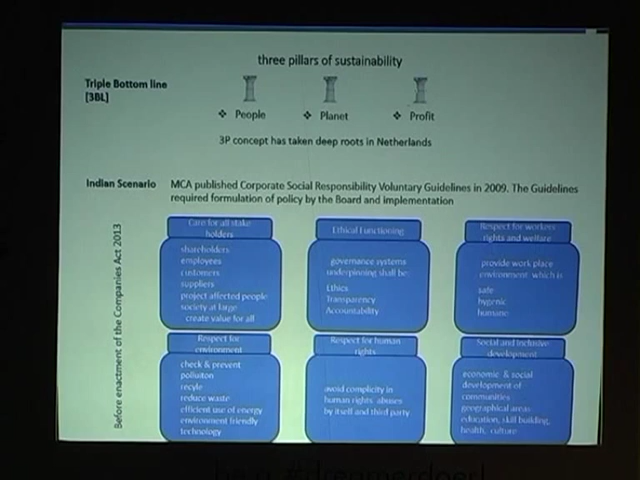 three pillars of sustainability
Triple Bottom line
[3BL]
❖ People
❖ Planet
❖ Profit
3P concept has taken deep roots in Netherlands
Indian Scenario
MCA published Corporate Social Responsibility Voluntary Guidelines in 2009. The Guidelines
required formulation of policy by the Board and implementation
Before enactment of the Companies Act 2013
Care for all stake
holders
shareholders
employees
customers
suppliers
project affected people
society at large
create value for all
Ethical Functioning
governance systems
underpinning shall be
Ethics
Transparency
Accountability
Respect for workers
rights and welfare
provide work place
environment which is
safe
hygenic
humane
Respect for
environment
check & prevent
polluiton
recyle
reduce waste
efficient use of energy
environment friendly
technology
Respect for human
rights
avoid complicity in
human rights abuses
by itself and third party
Social and Inclusive
development
economic & social
development of
communities
geographical areas
education, skill building,
health, culture